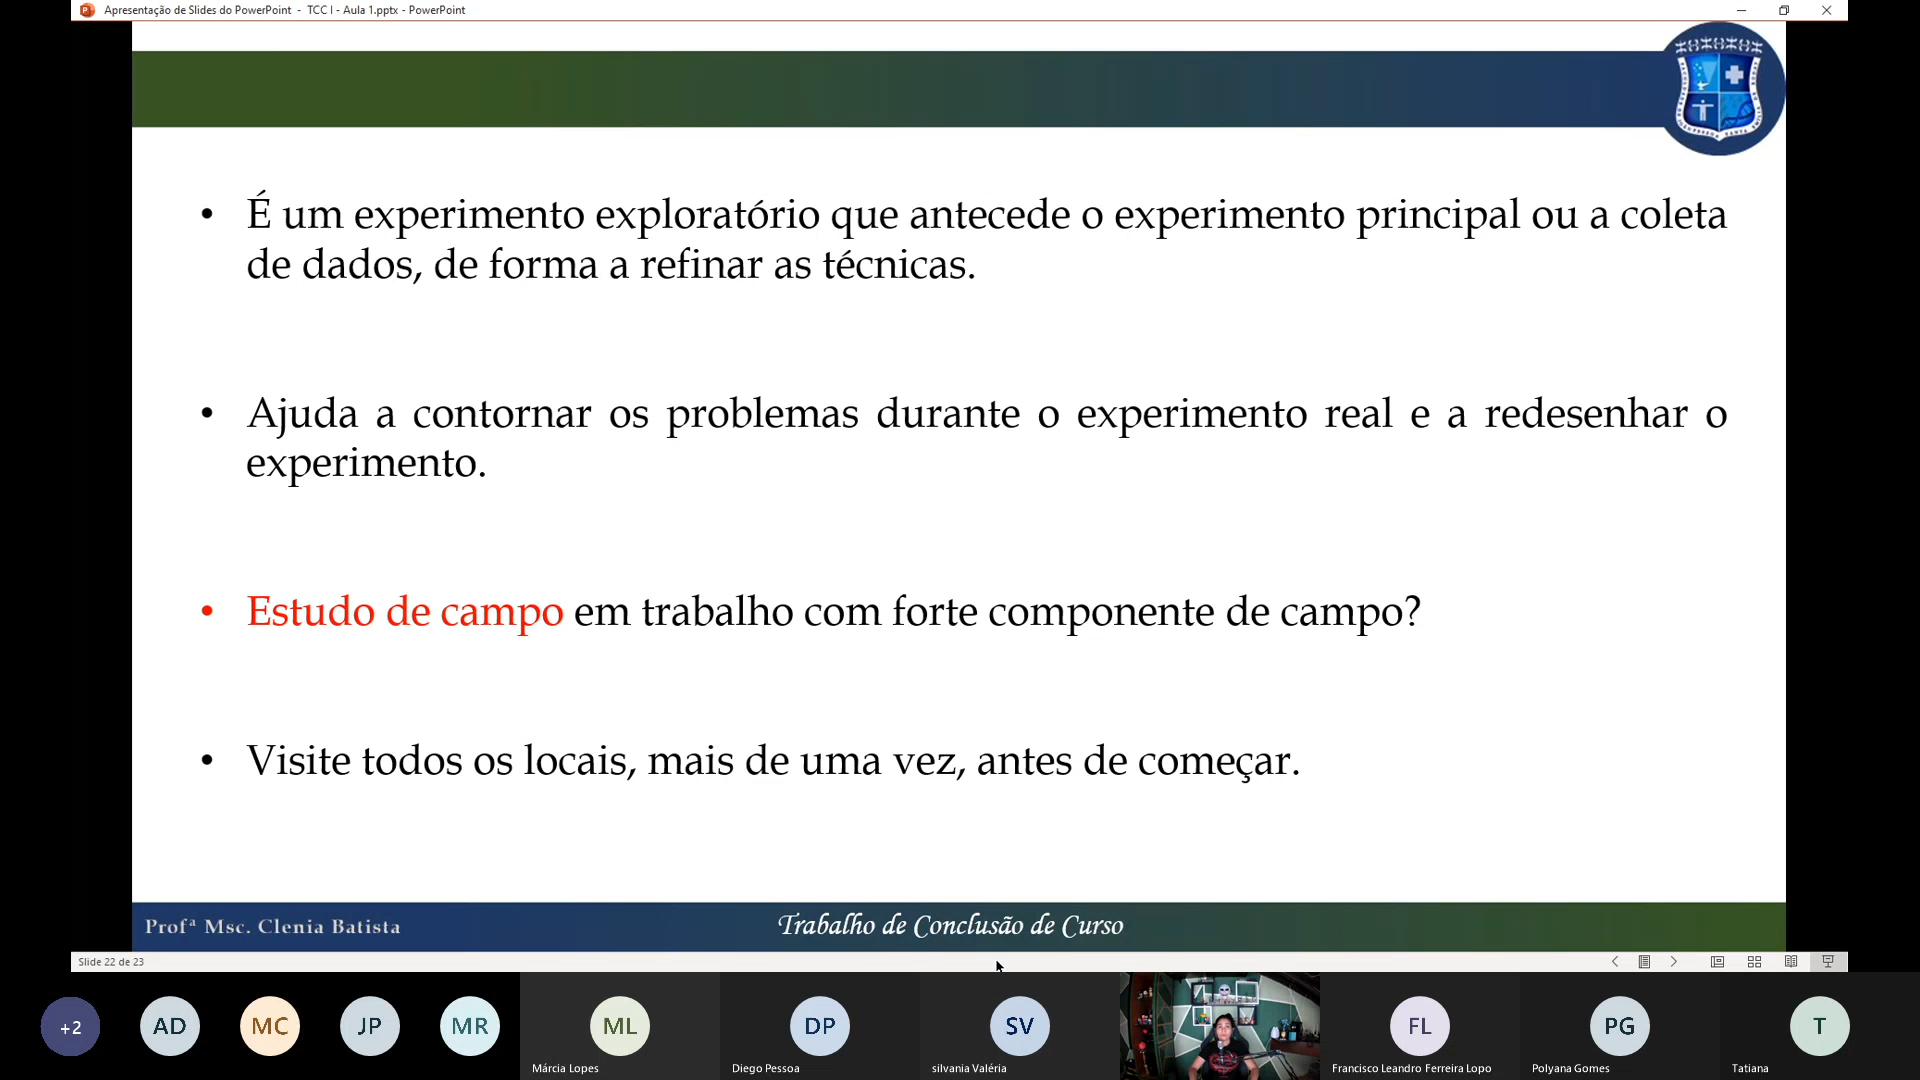 Apresentação de Slides do PowerPoint - TCC I - Aula 1.pptx - PowerPoint
• É um experimento exploratório que antecede o experimento principal ou a coleta
de dados, de forma a refinar as técnicas.
• Ajuda a contornar os problemas durante o experimento real e a redesenhar o
experimento.
• Estudo de campo em trabalho com forte componente de campo?
• Visite todos os locais, mais de uma vez, antes de começar.
Profª Msc. Clenia Batista
Trabalho de Conclusão de Curso
Slide 22 de 23
+2
AD
MC
JP
MR
ML
DP
SV
FL
PG
T
Márcia Lopes
Diego Pessoa
silvania Valéria
Francisco Leandro Ferreira Lopo
Polyana Gomes
Tatiana